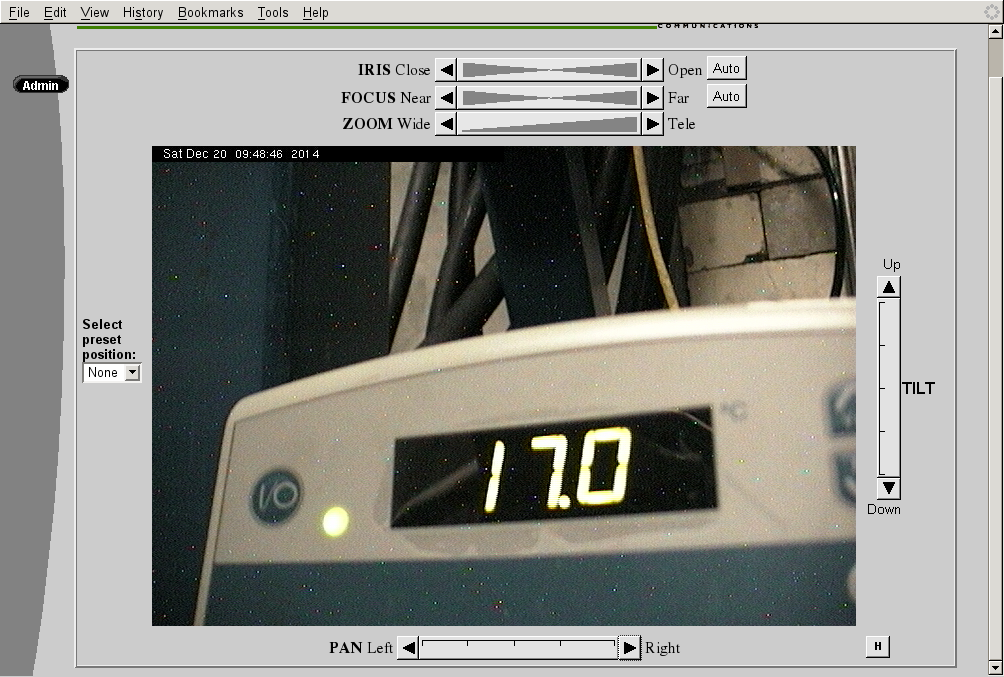 File Edit View History Bookmarks Tools Help
COMMUNICATIONS
Admin
IRIS Close Open Auto
FOCUS Near Far Auto
ZOOM Wide Tele
Sat Dec 20 09:48:46 2014
Up
Select
preset
position:
None
TILT
°C
17.0
I/O
Down
PAN Left Right H